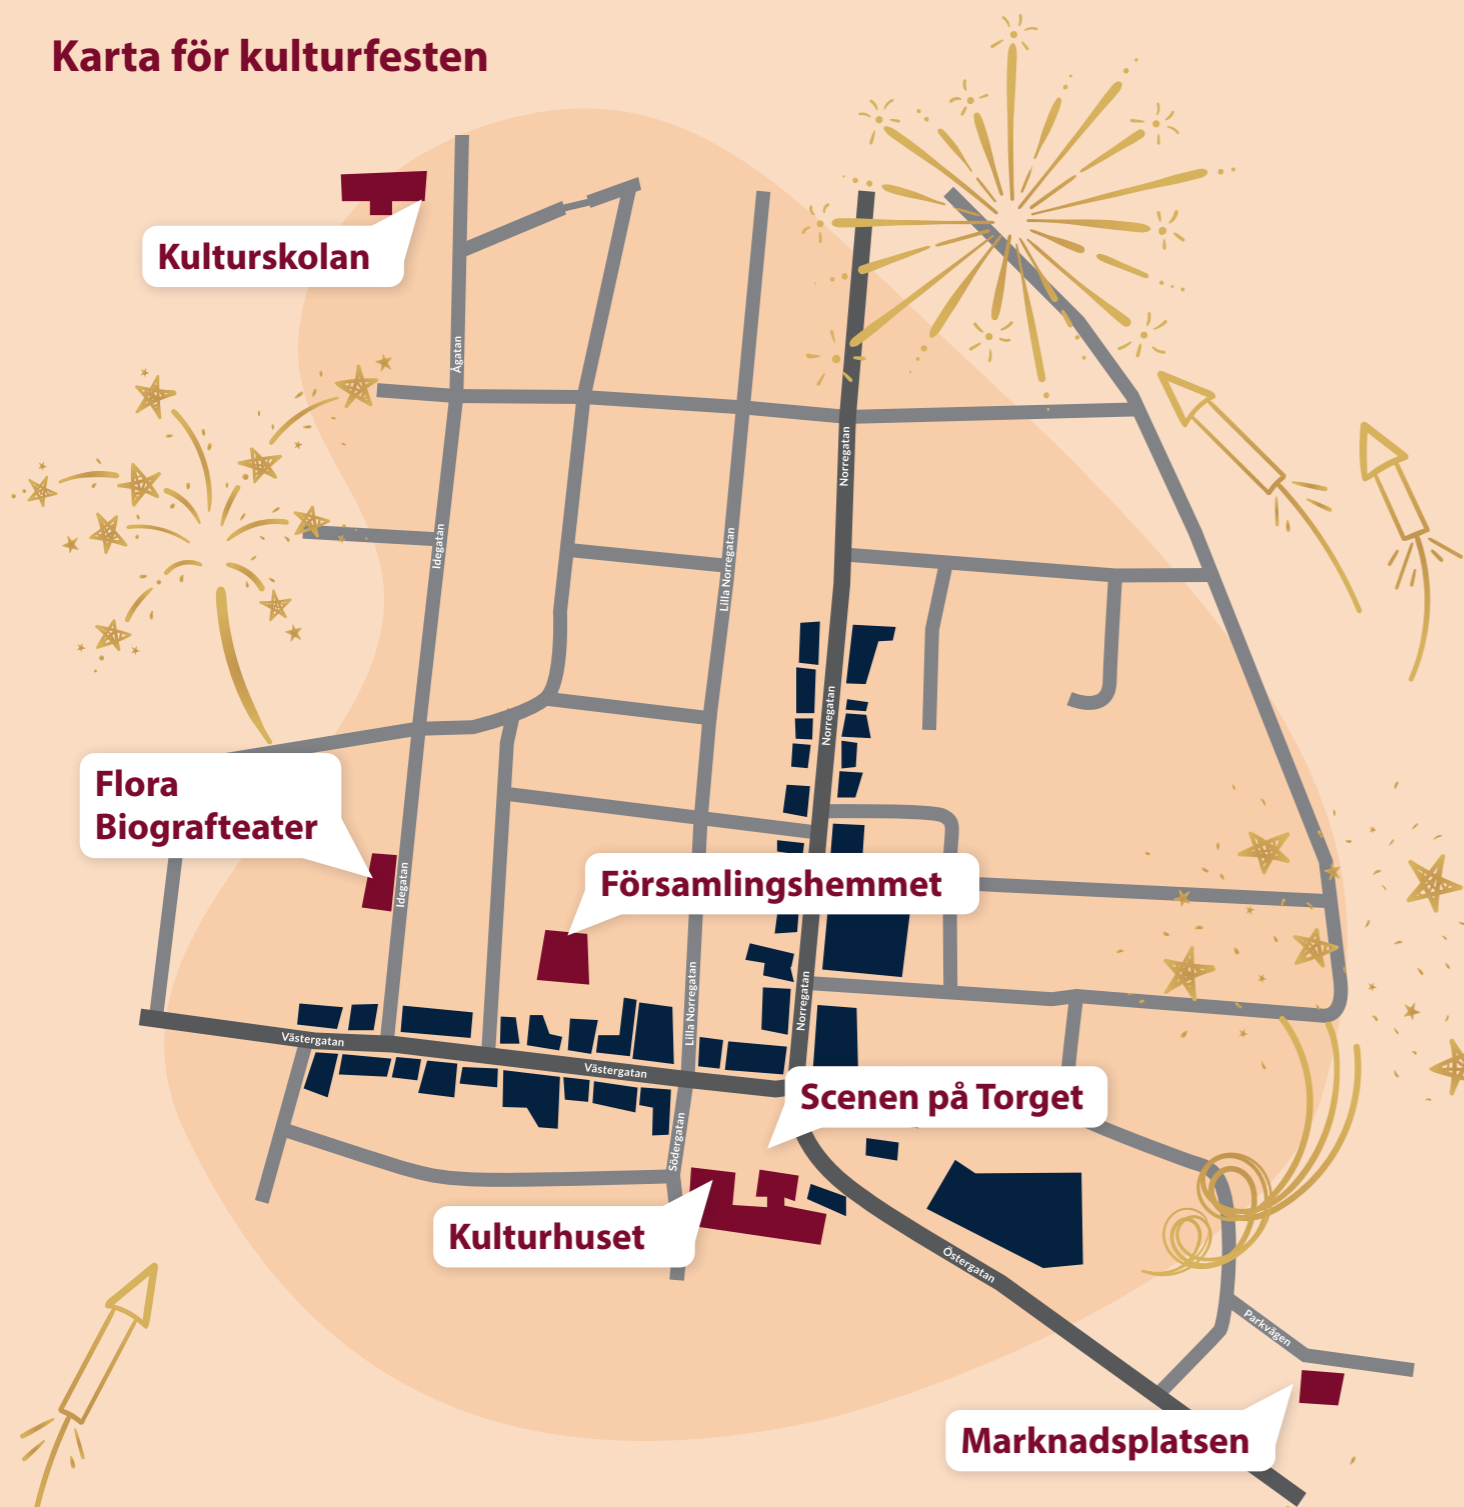 Karta för kulturfesten
Kulturskolan
Ågatan
Norregatan
Idegatan
Lilla Norregatan
Norregatan
Flora
Biografteater
Idegatan
Församlingshemmet
Lilla Norregatan
Norregatan
Västergatan
Västergatan
Scenen på Torget
Södergatan
Kulturhuset
Östergatan
Parkvägen
Marknadsplatsen